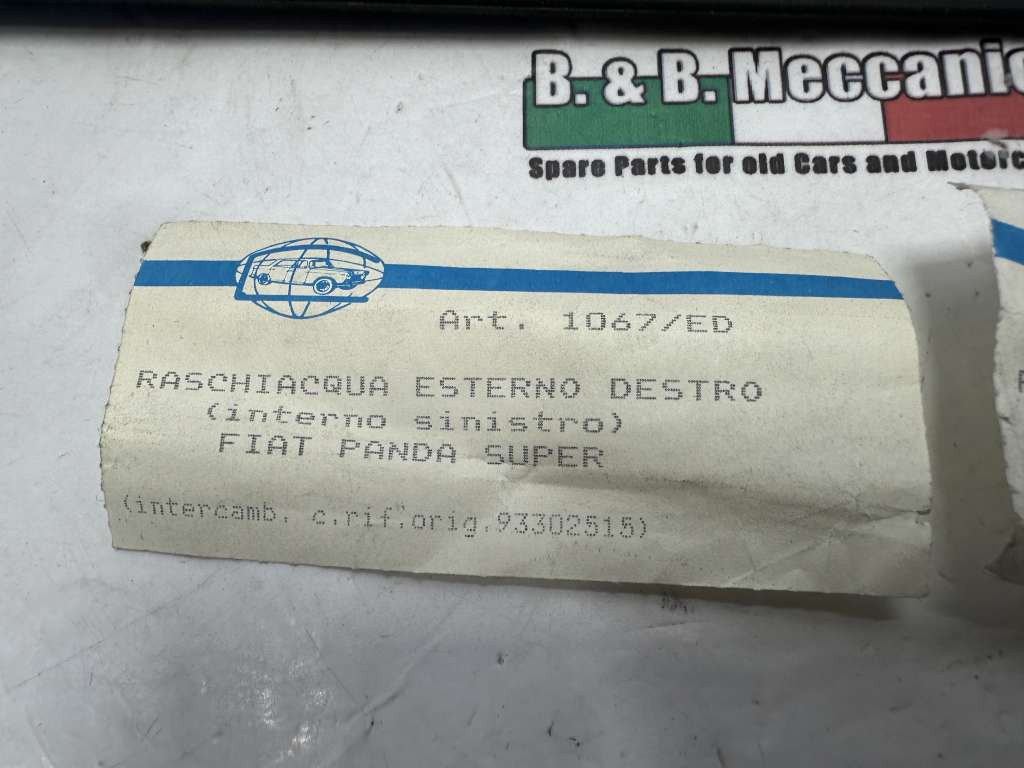 B. & B. Meccanic
Spare Parts for old Cars and Motorc
Art. 1067/ED
RASCHIACQUA ESTERNO DESTRO
(interno sinistro)
FIAT PANDA SUPER
(intercamb. c.rif.orig.93302515)